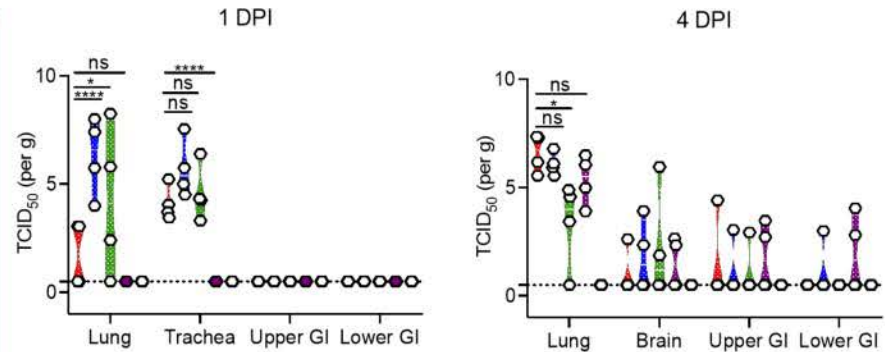 1 DPI
TCID50 (per g)
10
5
0
ns
*
****
****
ns
ns
Lung Trachea Upper GI Lower GI
4 DPI
TCID50 (per g)
10
5
0
ns
*
ns
Lung Brain Upper GI Lower GI